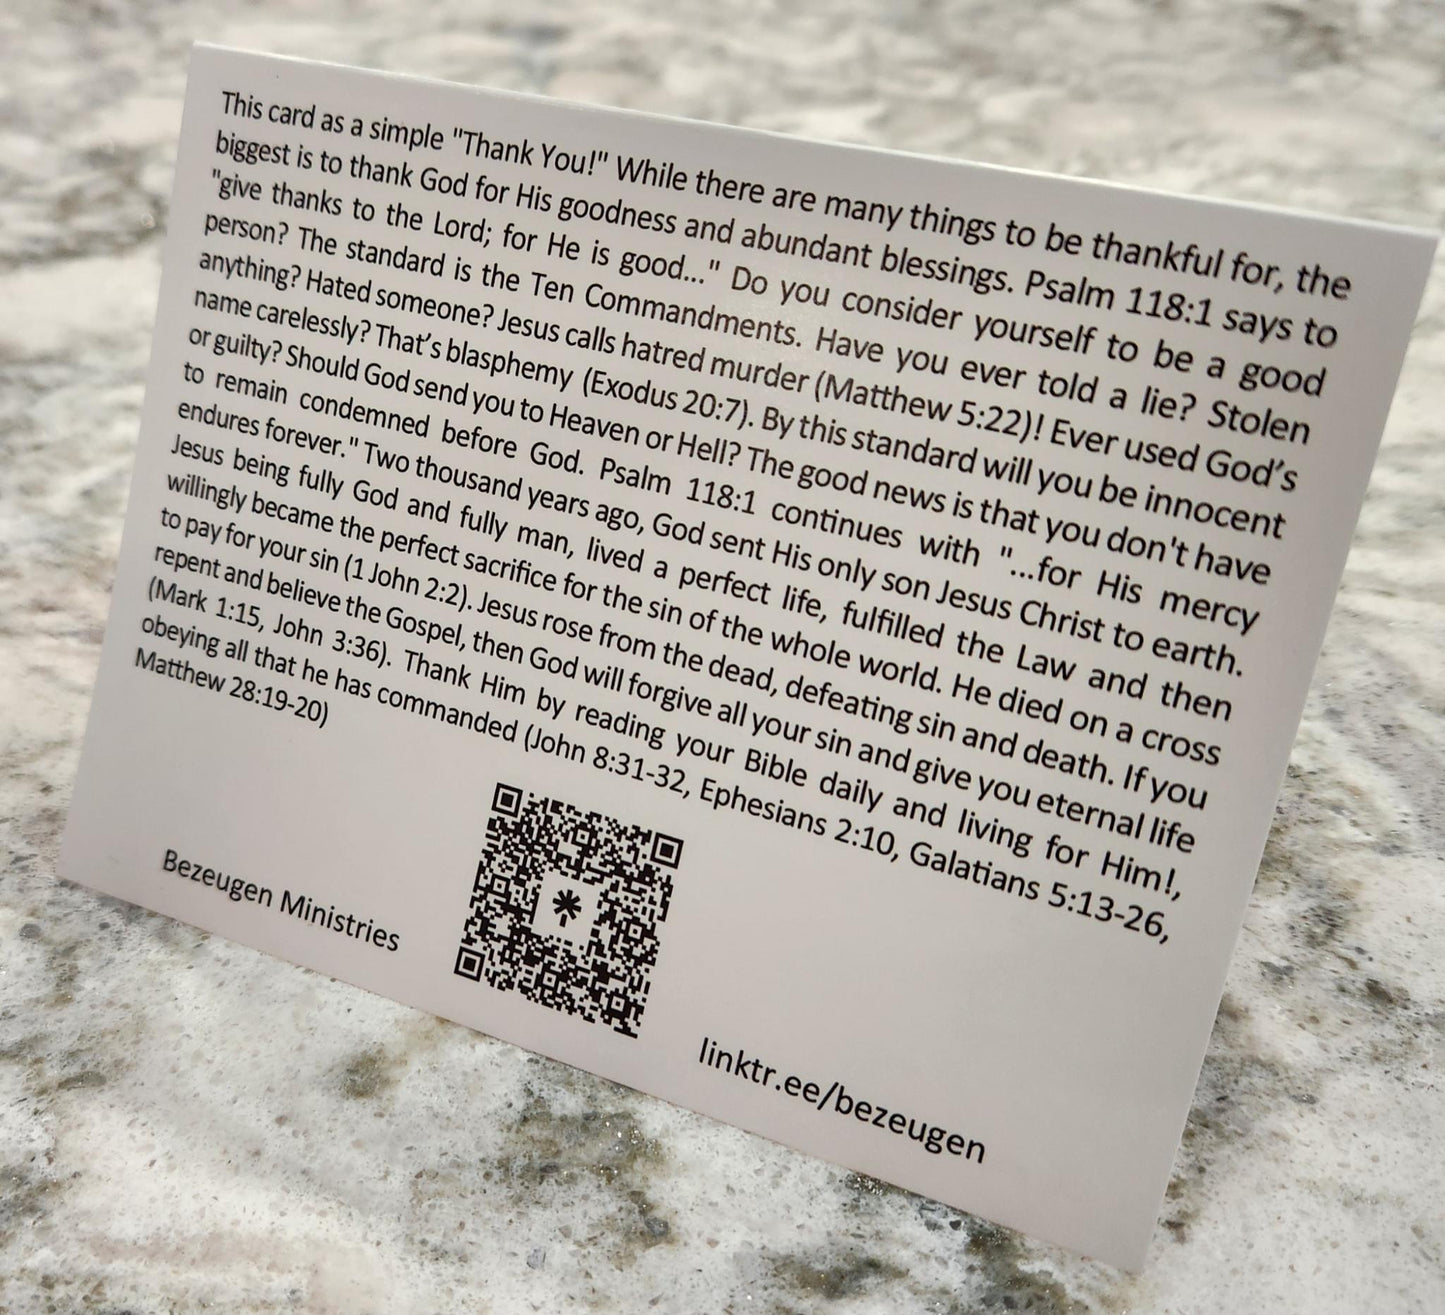 This card as a simple "Thank You!" While there are many things to be thankful for, the
biggest is to thank God for His goodness and abundant blessings. Psalm 118:1 says to
"give thanks to the Lord; for He is good..." Do you consider yourself to be a good
person? The standard is the Ten Commandments. Have you ever told a lie? Stolen
anything? Hated someone? Jesus calls hatred murder (Matthew 5:22)! Ever used God's
name carelessly? That’s blasphemy (Exodus 20:7). By this standard will you be innocent
or guilty? Should God send you to Heaven or Hell? The good news is that you don't have
to remain condemned before God. Psalm 118:1 continues with "...for His mercy
endures forever." Two thousand years ago, God sent His only son Jesus Christ to earth.
Jesus being fully God and fully man, lived a perfect life, fulfilled the Law and then
willingly became the perfect sacrifice for the sin of the whole world. He died on a cross
to pay for your sin (1 John 2:2). Jesus rose from the dead, defeating sin and death. If you
repent and believe the Gospel, then God will forgive all your sin and give you eternal life
(Mark 1:15, John 3:36). Thank Him by reading your Bible daily and living for Him!,
obeying all that he has commanded (John 8:31-32, Ephesians 2:10, Galatians 5:13-26,
Matthew 28:19-20)
Bezeugen Ministries
linktr.ee/bezeugen